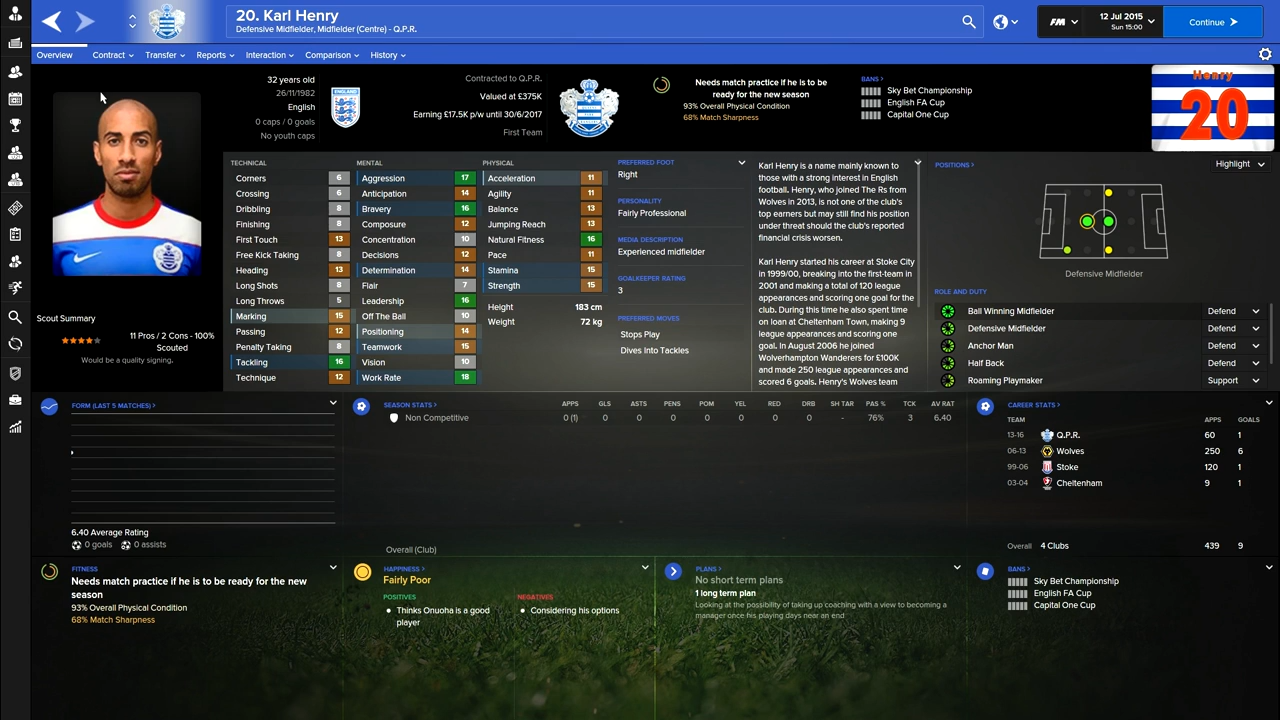 20. Karl Henry
Defensive Midfielder, Midfielder (Centre) - Q.P.R.
FM
12 Jul 2015
Sun 15:00
Continue
Overview Contract Transfer Reports Interaction Comparison History
32 years old
26/11/1982
English
0 caps / 0 goals
No youth caps
ENGLAND
Contracted to Q.P.R.
Valued at £375K
Earning £17.5K p/w until 30/6/2017
First Team
Needs match practice if he is to be
ready for the new season
93% Overall Physical Condition
68% Match Sharpness
BANS >
Sky Bet Championship
English FA Cup
Capital One Cup
Henry
20
Scout Summary
11 Pros / 2 Cons - 100%
Scouted
Would be a quality signing.
TECHNICAL
Corners 6
Crossing 6
Dribbling 8
Finishing 8
First Touch 13
Free Kick Taking 8
Heading 13
Long Shots 8
Long Throws 5
Marking 15
Passing 12
Penalty Taking 8
Tackling 16
Technique 12
MENTAL
Aggression 17
Anticipation 14
Bravery 16
Composure 12
Concentration 10
Decisions 12
Determination 14
Flair 7
Leadership 16
Off The Ball 10
Positioning 14
Teamwork 15
Vision 10
Work Rate 18
PHYSICAL
Acceleration 11
Agility 11
Balance 13
Jumping Reach 13
Natural Fitness 16
Pace 11
Stamina 15
Strength 15
Height 183 cm
Weight 72 kg
PREFERRED FOOT
Right
PERSONALITY
Fairly Professional
MEDIA DESCRIPTION
Experienced midfielder
GOALKEEPER RATING
3
PREFERRED MOVES
Stops Play
Dives Into Tackles
Karl Henry is a name mainly known to
those with a strong interest in English
football. Henry, who joined The Rs from
Wolves in 2013, is not one of the club's
top earners but may still find his position
under threat should the club's reported
financial crisis worsen.
Karl Henry started his career at Stoke City
in 1999/00, breaking into the first-team in
2001 and making a total of 120 league
appearances and scoring one goal for the
club. During this time he also spent time
on loan at Cheltenham Town, making 9
league appearances and scoring one
goal. In August 2006 he joined
Wolverhampton Wanderers for £100K
and made 250 league appearances and
scored 6 goals. Henry's Wolves team
POSITIONS >
Highlight
Defensive Midfielder
ROLE AND DUTY
Ball Winning Midfielder Defend
Defensive Midfielder Defend
Anchor Man Defend
Half Back Defend
Roaming Playmaker Support
FORM (LAST 5 MATCHES) >
6.40 Average Rating
0 goals 0 assists
SEASON STATS > APPS GLS ASTS PENS POM YEL RED DRB SH TAR PAS % TCK AV RAT
Non Competitive 0 (1) 0 0 0 0 0 0 0 - 76% 3 6.40
Overall (Club)
CAREER STATS >
TEAM APPS GOALS
13-16 Q.P.R. 60 1
06-13 Wolves 250 6
99-06 Stoke 120 1
03-04 Cheltenham 9 1
Overall 4 Clubs 439 9
FITNESS
Needs match practice if he is to be ready for the new
season
93% Overall Physical Condition
68% Match Sharpness
HAPPINESS >
Fairly Poor
POSITIVES
Thinks Onuoha is a good
player
NEGATIVES
Considering his options
PLANS >
No short term plans
1 long term plan
Looking at the possibility of taking up coaching with a view to becoming a
manager once his playing days near an end
BANS >
Sky Bet Championship
English FA Cup
Capital One Cup